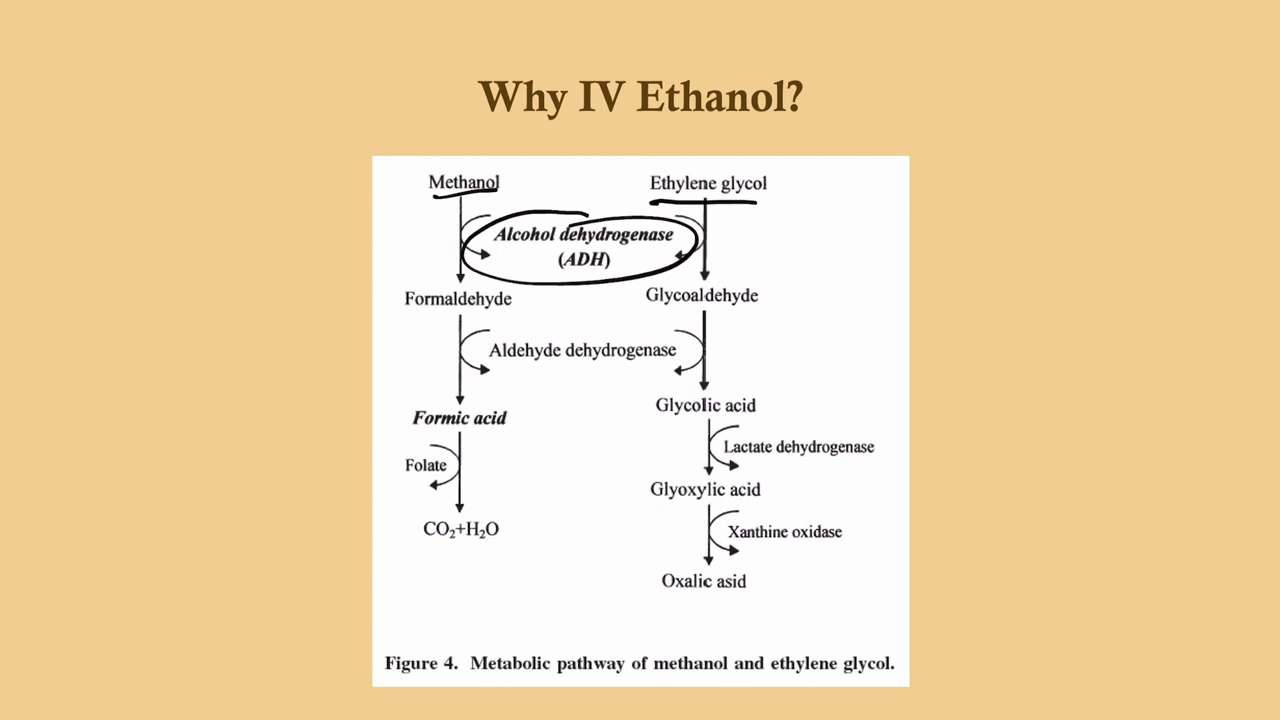 Why IV Ethanol?
Methanol
Ethylene glycol
Alcohol dehydrogenase
(ADH)
Formaldehyde
Glycoaldehyde
Aldehyde dehydrogenase
Glycolic acid
Formic acid
Lactate dehydrogenase
Folate
Glyoxylic acid
CO₂+H₂O
Xanthine oxidase
Oxalic asid
Figure 4. Metabolic pathway of methanol and ethylene glycol.